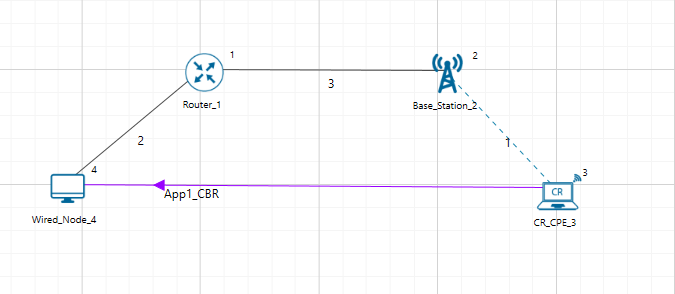 1
2
Router_1
3
Base_Station_2
2
1
4
3
CR
App1_CBR
Wired_Node_4
CR_CPE_3